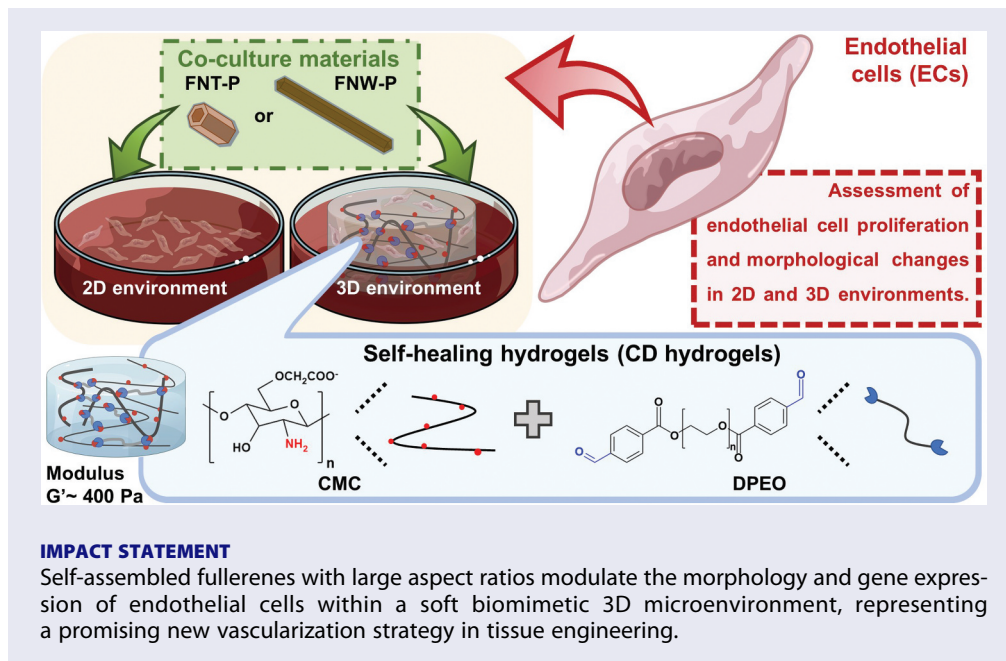 Co-culture materials
FNT-P
or
FNW-P
Endothelial
cells (ECs)
2D environment
3D environment
Assessment of
endothelial cell proliferation
and morphological changes
in 2D and 3D environments.
Self-healing hydrogels (CD hydrogels)
Modulus
G'~ 400 Pa
OCH₂COO⁻
O
O
HO
NH₂
n
CMC
O
O
O
n
O
O
O
DPEO
IMPACT STATEMENT
Self-assembled fullerenes with large aspect ratios modulate the morphology and gene expres-
sion of endothelial cells within a soft biomimetic 3D microenvironment, representing
a promising new vascularization strategy in tissue engineering.